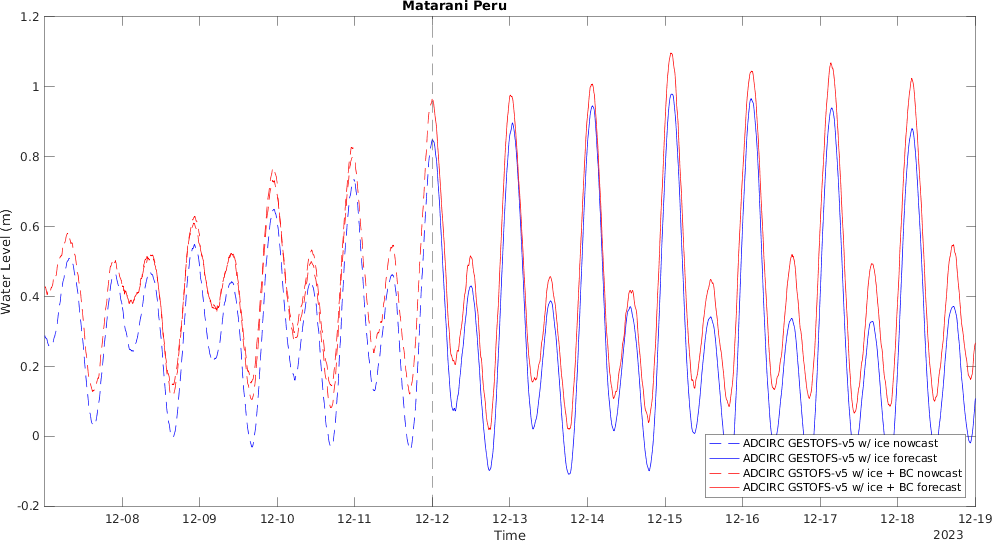 Matarani Peru
1.2
1
0.8
0.6
0.4
0.2
0
-0.2
Water Level (m)
ADCIRC GESTOFS-v5 w/ ice nowcast
ADCIRC GESTOFS-v5 w/ ice forecast
ADCIRC GSTOFS-v5 w/ ice + BC nowcast
ADCIRC GSTOFS-v5 w/ ice + BC forecast
12-08 12-09 12-10 12-11 12-12 12-13 12-14 12-15 12-16 12-17 12-18 12-19
Time
2023